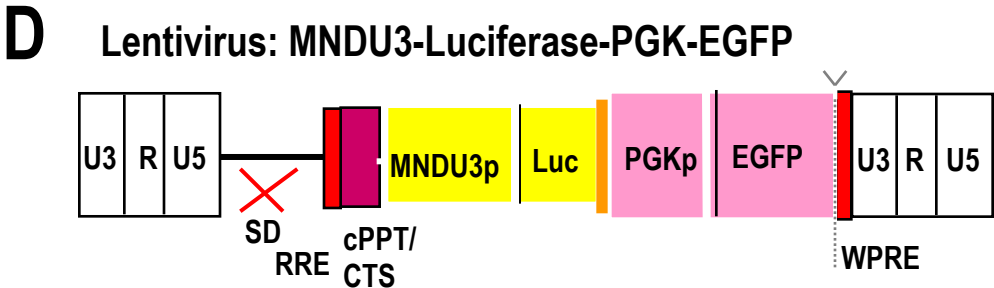 D
Lentivirus: MNDU3-Luciferase-PGK-EGFP
U3 R U5 MNDU3p Luc PGKp EGFP U3 R U5
SD
RRE
cPPT/
CTS
WPRE